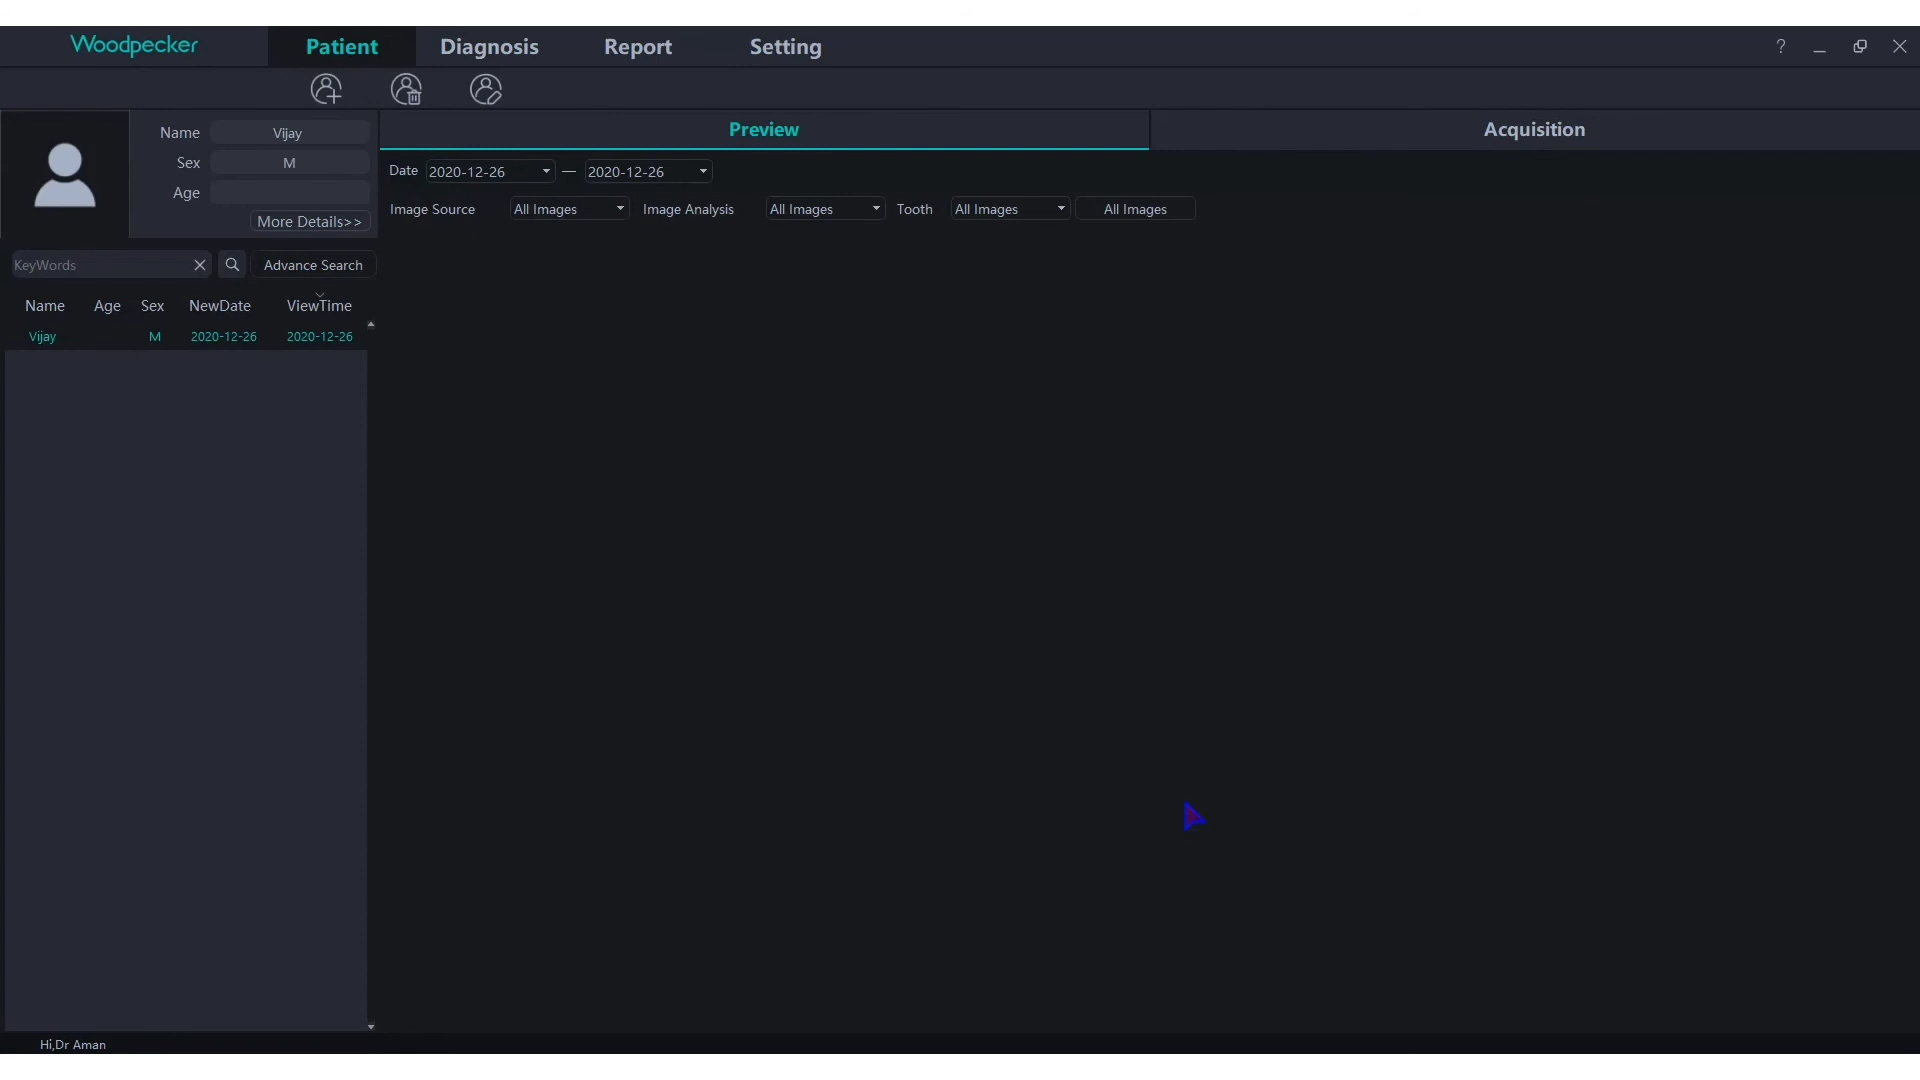 Woodpecker Patient Diagnosis Report Setting ?
Name Vijay
Sex M
Age
More Details>>
Preview Acquisition
Date 2020-12-26 — 2020-12-26
Image Source All Images Image Analysis All Images Tooth All Images All Images
KeyWords Advance Search
Name Age Sex NewDate ViewTime
Vijay M 2020-12-26 2020-12-26
Hi,Dr Aman